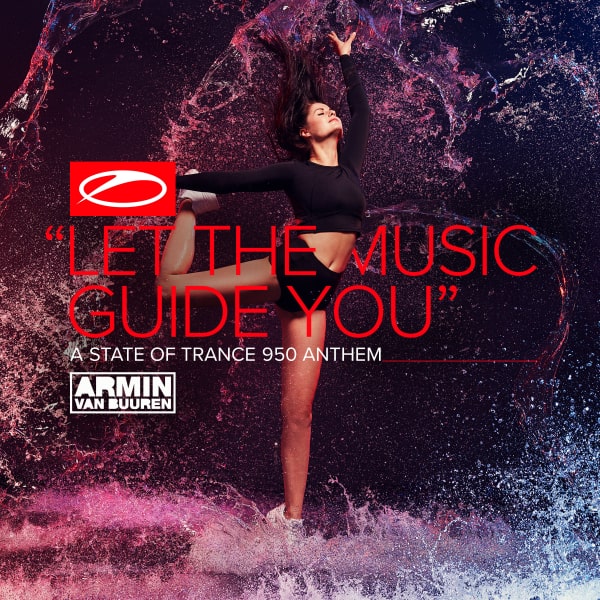 “LET THE MUSIC
GUIDE YOU”
A STATE OF TRANCE 950 ANTHEM
ARMIN
VAN BUUREN